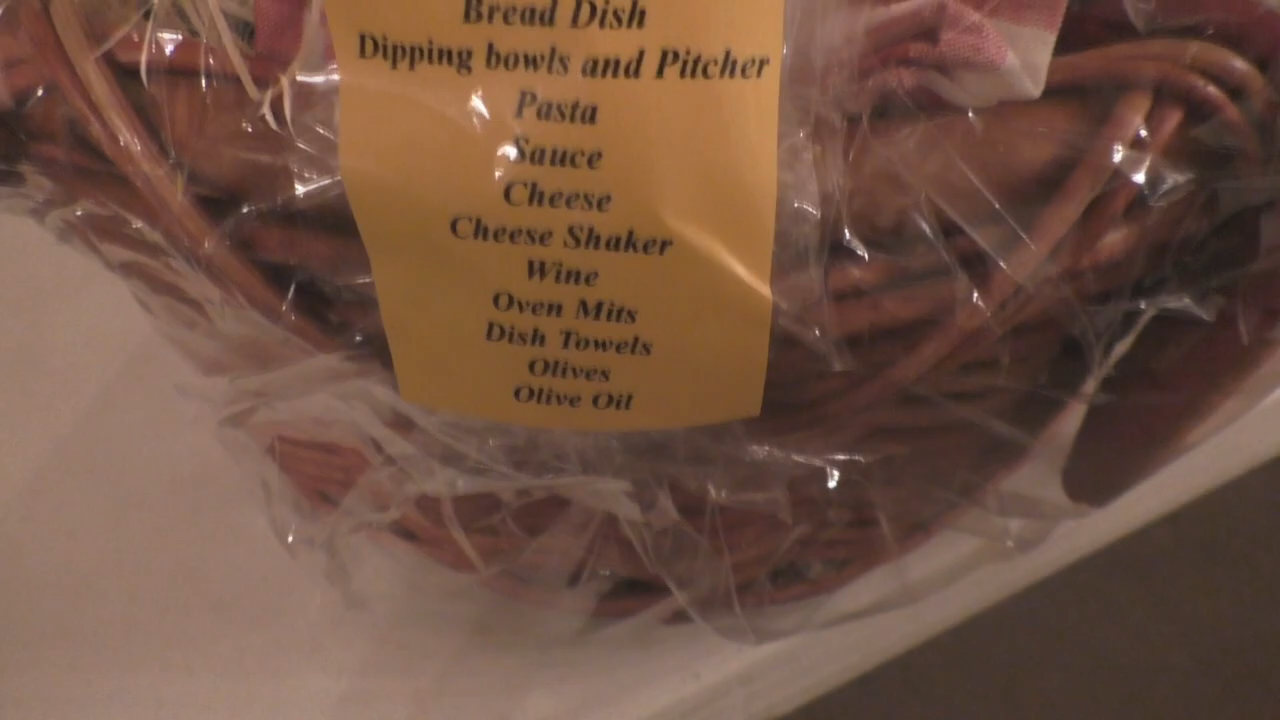 Bread Dish
Dipping bowls and Pitcher
Pasta
Sauce
Cheese
Cheese Shaker
Wine
Oven Mits
Dish Towels
Olives
Olive Oil